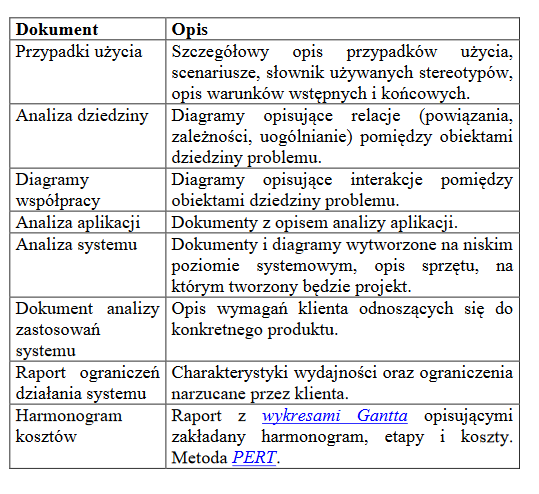 Dokument Opis
Przypadki użycia Szczegółowy opis przypadków użycia,
scenariusze, słownik używanych stereotypów,
opis warunków wstępnych i końcowych.
Analiza dziedziny Diagramy opisujące relacje (powiązania,
zależności, uogólnianie) pomiędzy obiektami
dziedziny problemu.
Diagramy Diagramy opisujące interakcje pomiędzy
współpracy obiektami dziedziny problemu.
Analiza aplikacji Dokumenty z opisem analizy aplikacji.
Analiza systemu Dokumenty i diagramy wytworzone na niskim
poziomie systemowym, opis sprzętu, na
którym tworzony będzie projekt.
Dokument analizy Opis wymagań klienta odnoszących się do
zastosowań konkretnego produktu.
systemu
Raport ograniczeń Charakterystyki wydajności oraz ograniczenia
działania systemu narzucane przez klienta.
Harmonogram Raport z wykresami Gantta opisującymi
kosztów zakładany harmonogram, etapy i koszty.
Metoda PERT.